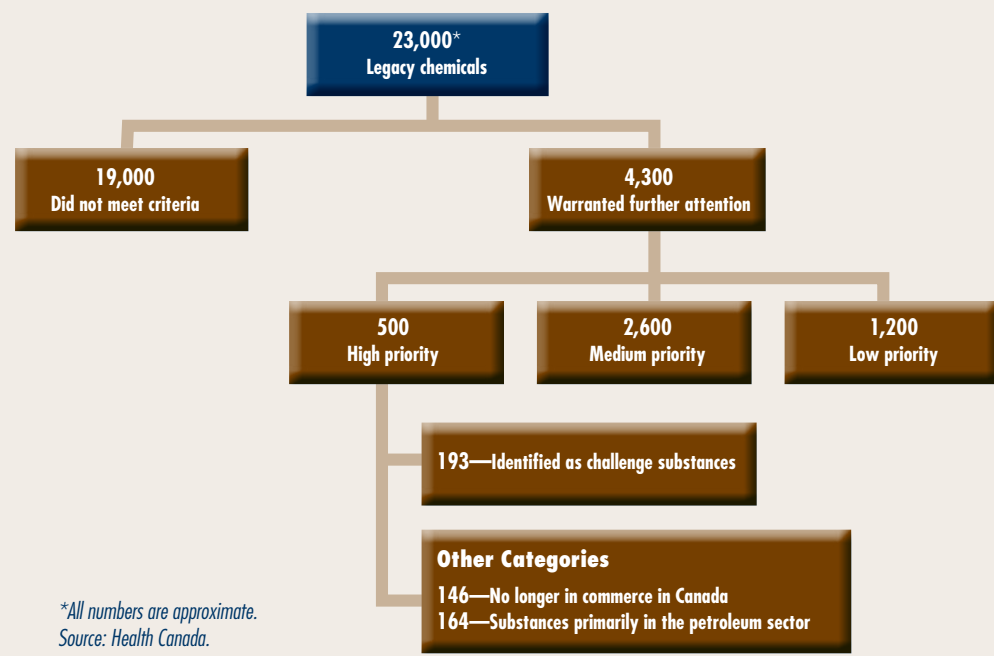 23,000*
Legacy chemicals
19,000
Did not meet criteria
4,300
Warranted further attention
500
High priority
2,600
Medium priority
1,200
Low priority
193—Identified as challenge substances
Other Categories
146—No longer in commerce in Canada
164—Substances primarily in the petroleum sector
*All numbers are approximate.
Source: Health Canada.